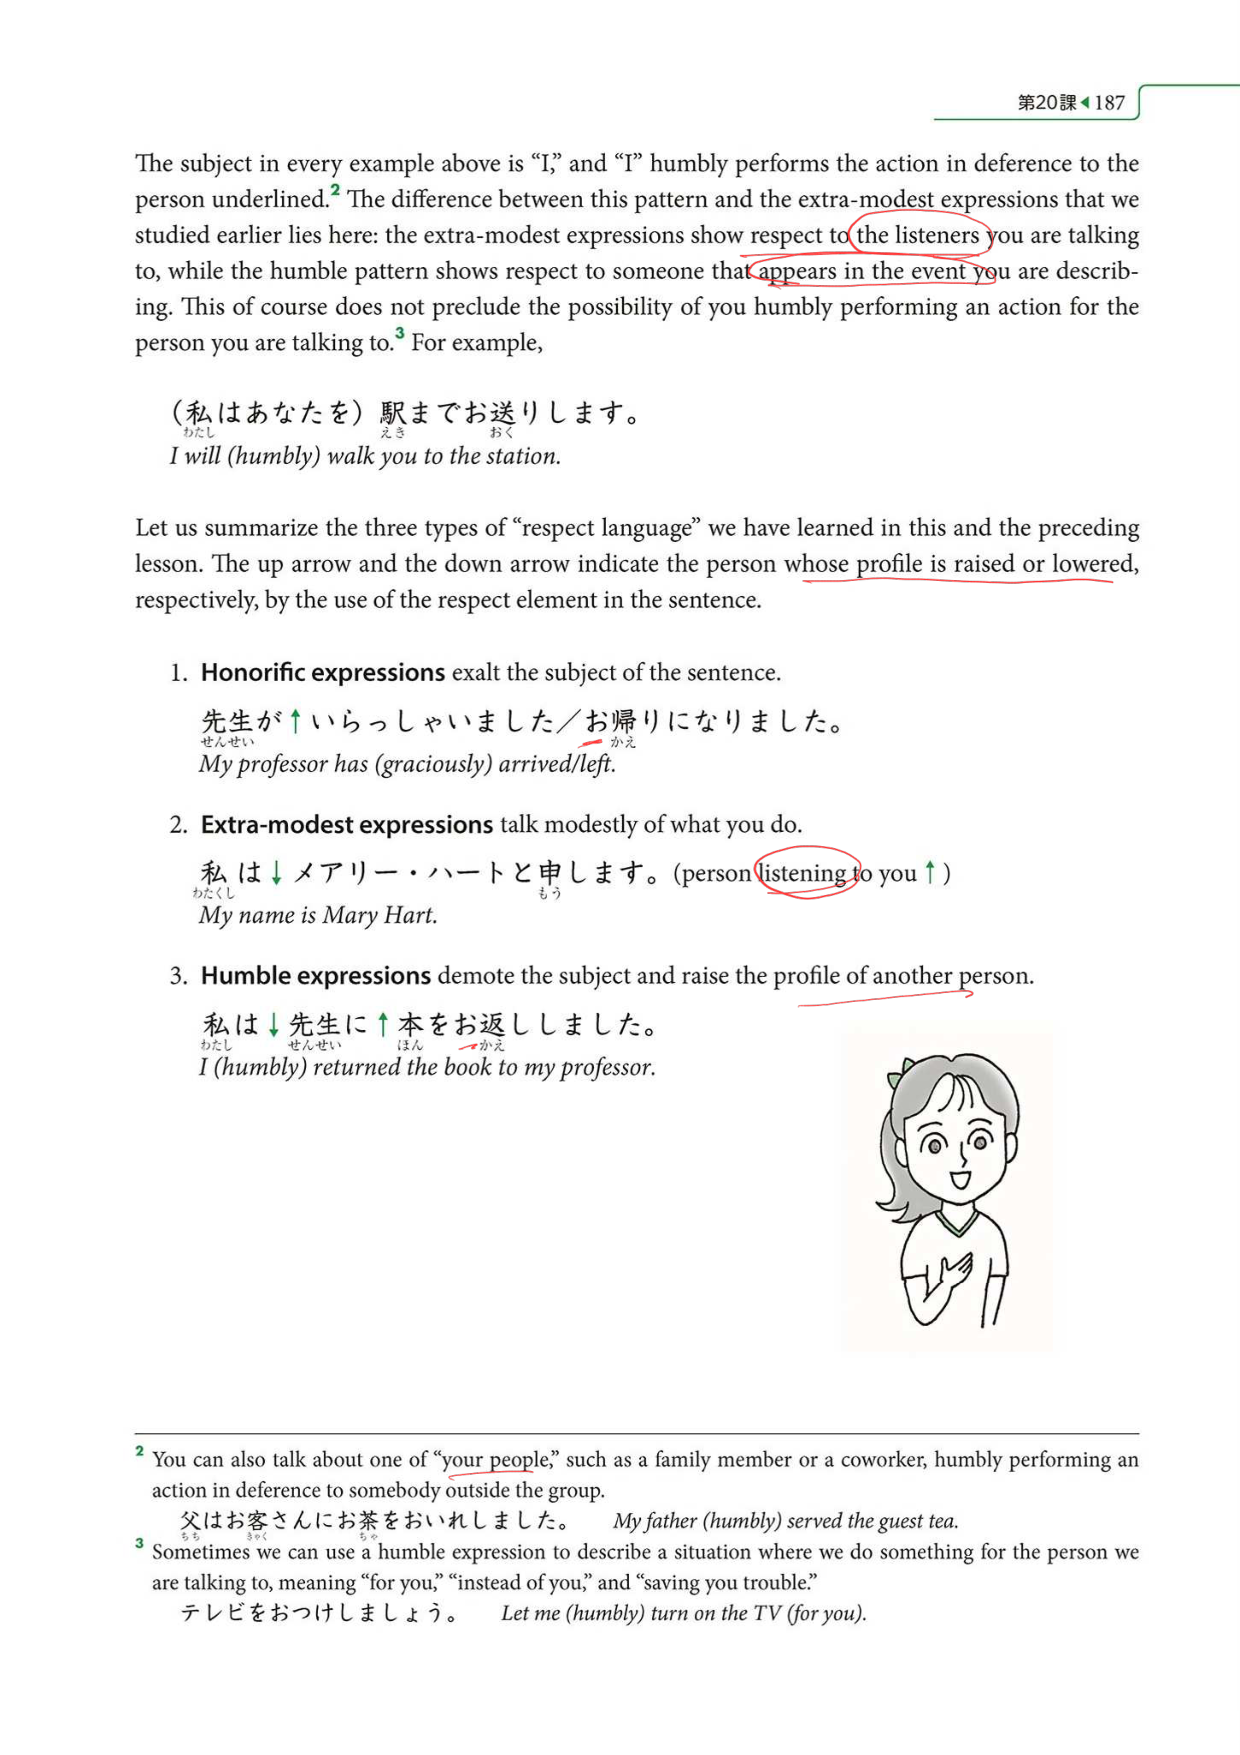 第20課◀187
The subject in every example above is “I,” and “I” humbly performs the action in deference to the
person underlined.2 The difference between this pattern and the extra-modest expressions that we
studied earlier lies here: the extra-modest expressions show respect to the listeners you are talking
to, while the humble pattern shows respect to someone that appears in the event you are describ-
ing. This of course does not preclude the possibility of you humbly performing an action for the
person you are talking to.3 For example,
（私はあなたを）駅までお送りします。
わたし えき おく
I will (humbly) walk you to the station.
Let us summarize the three types of “respect language” we have learned in this and the preceding
lesson. The up arrow and the down arrow indicate the person whose profile is raised or lowered,
respectively, by the use of the respect element in the sentence.
1. Honorific expressions exalt the subject of the sentence.
先生が↑いらっしゃいました／お帰りになりました。
せんせい かえ
My professor has (graciously) arrived/left.
2. Extra-modest expressions talk modestly of what you do.
私は↓メアリー・ハートと申します。(person listening to you↑)
わたくし もう
My name is Mary Hart.
3. Humble expressions demote the subject and raise the profile of another person.
私は↓先生に↑本をお返ししました。
わたし せんせい ほん かえ
I (humbly) returned the book to my professor.
2 You can also talk about one of “your people,” such as a family member or a coworker, humbly performing an
action in deference to somebody outside the group.
父はお客さんにお茶をおいれしました。 My father (humbly) served the guest tea.
ちち きゃく ちゃ
3 Sometimes we can use a humble expression to describe a situation where we do something for the person we
are talking to, meaning “for you,” “instead of you,” and “saving you trouble.”
テレビをおつけしましょう。 Let me (humbly) turn on the TV (for you).